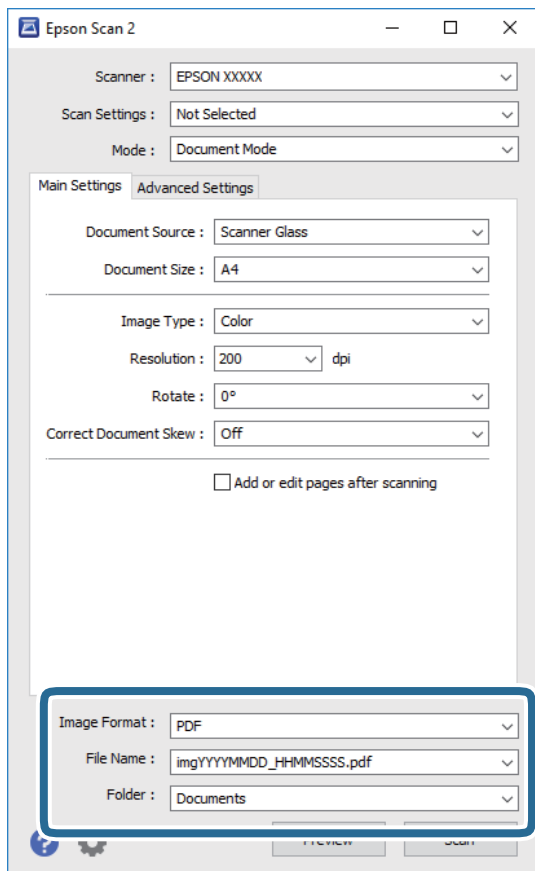 Epson Scan 2
Scanner : EPSON XXXXX
Scan Settings : Not Selected
Mode : Document Mode
Main Settings Advanced Settings
Document Source : Scanner Glass
Document Size : A4
Image Type : Color
Resolution : 200 dpi
Rotate : 0°
Correct Document Skew : Off
Add or edit pages after scanning
Image Format : PDF
File Name : imgYYYYMMDD_HHMMSSSS.pdf
Folder : Documents
? Preview Scan